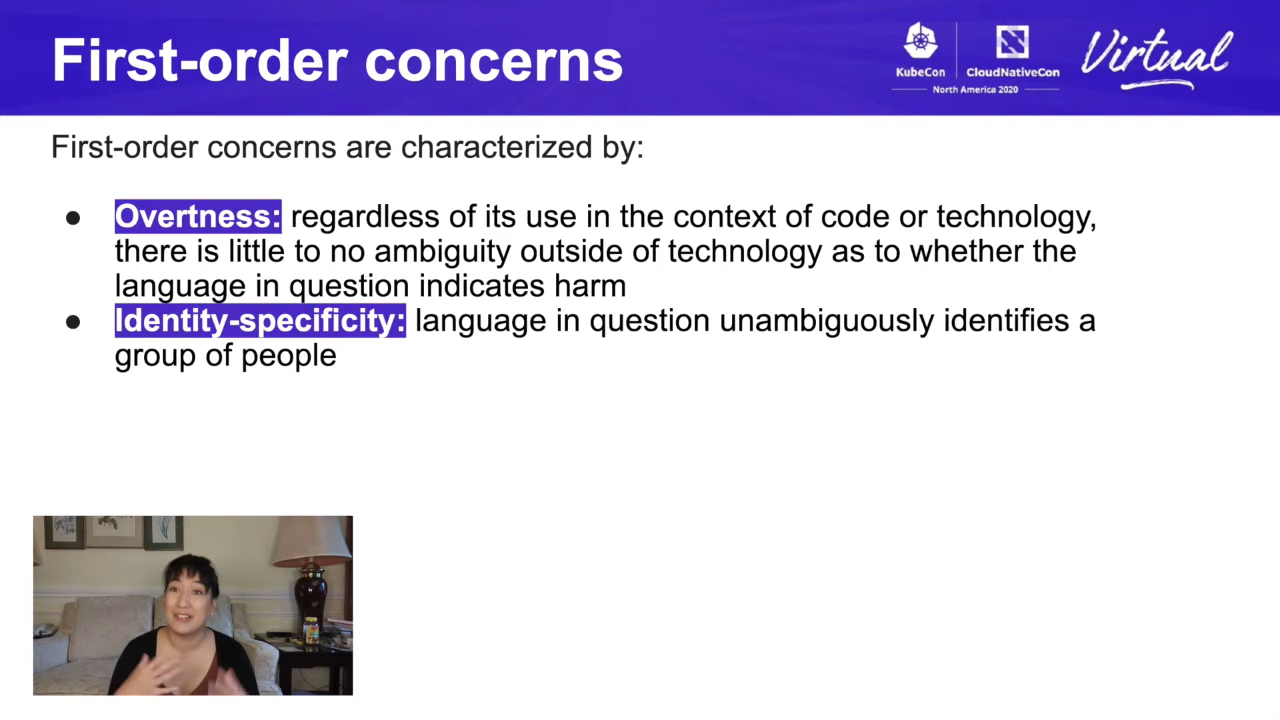 First-order concerns
KubeCon
CloudNativeCon
North America 2020
Virtual
First-order concerns are characterized by:
● Overtness: regardless of its use in the context of code or technology,
there is little to no ambiguity outside of technology as to whether the
language in question indicates harm
● Identity-specificity: language in question unambiguously identifies a
group of people